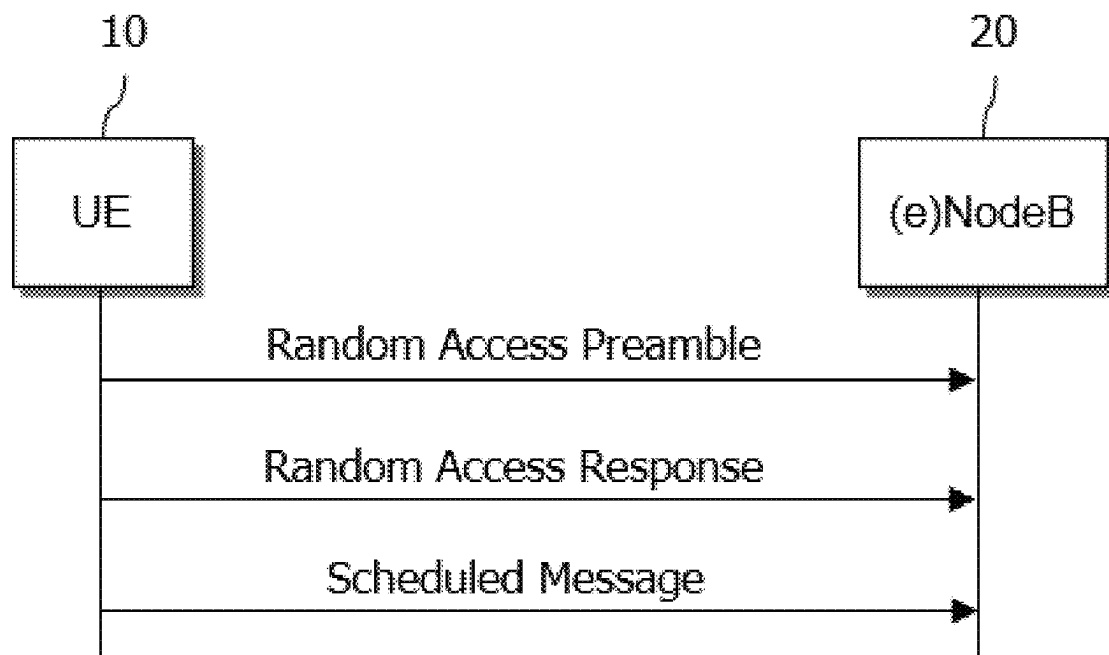 10
20
UE
(e)NodeB
Random Access Preamble
Random Access Response
Scheduled Message